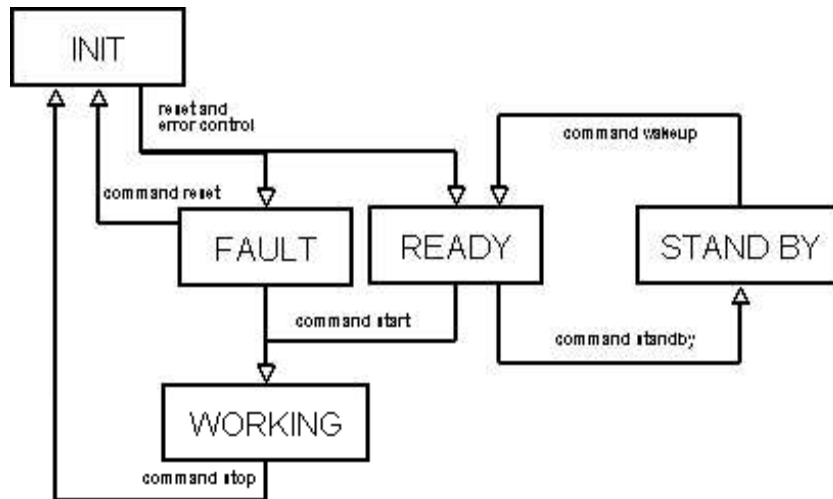 INIT
reset and
error control
command wakeup
command reset
FAULT
READY
STAND BY
command start
command standby
WORKING
command stop